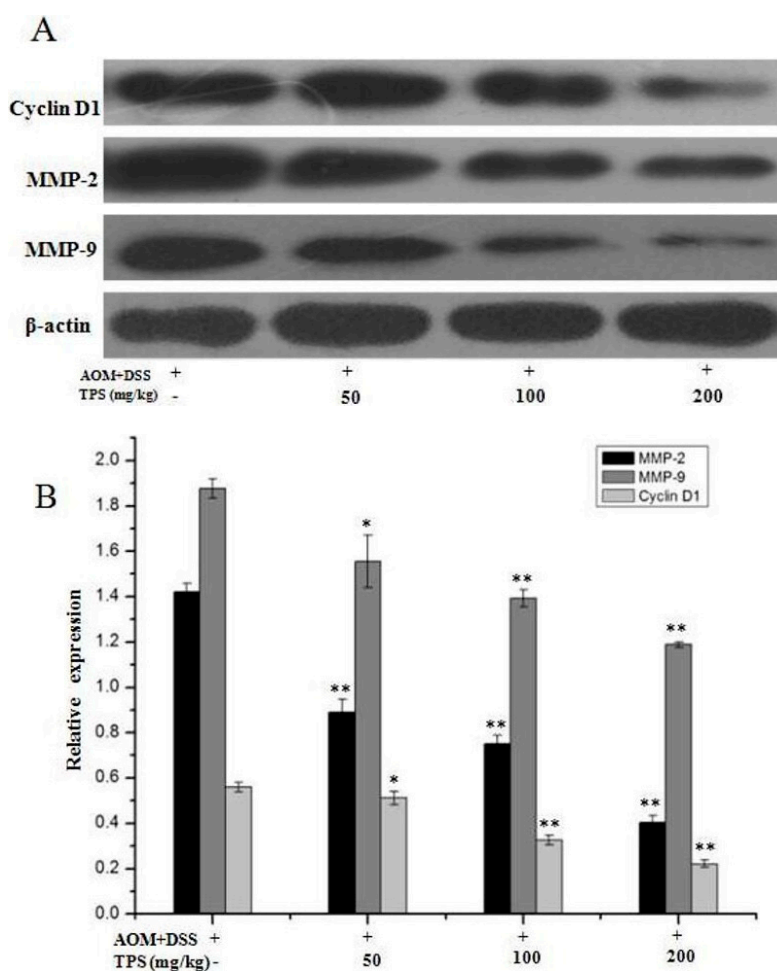 A
Cyclin D1
MMP-2
MMP-9
β-actin
AOM+DSS + + + +
TPS (mg/kg) - 50 100 200
B
Relative expression
2.0
1.8
1.6
1.4
1.2
1.0
0.8
0.6
0.4
0.2
0.0
MMP-2
MMP-9
Cyclin D1
** * *
** ** **
** ** **
AOM+DSS + + + +
TPS (mg/kg) - 50 100 200